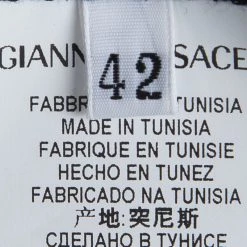 GIANN SACE
42
FABBR TUNISIA
MADE IN TUNISIA
FABRIQUE EN TUNISIE
HECHO EN TUNEZ
FABRICADO NA TUNISIA
产地:突尼斯
СДЕЛАНО В ТУНИСЕ